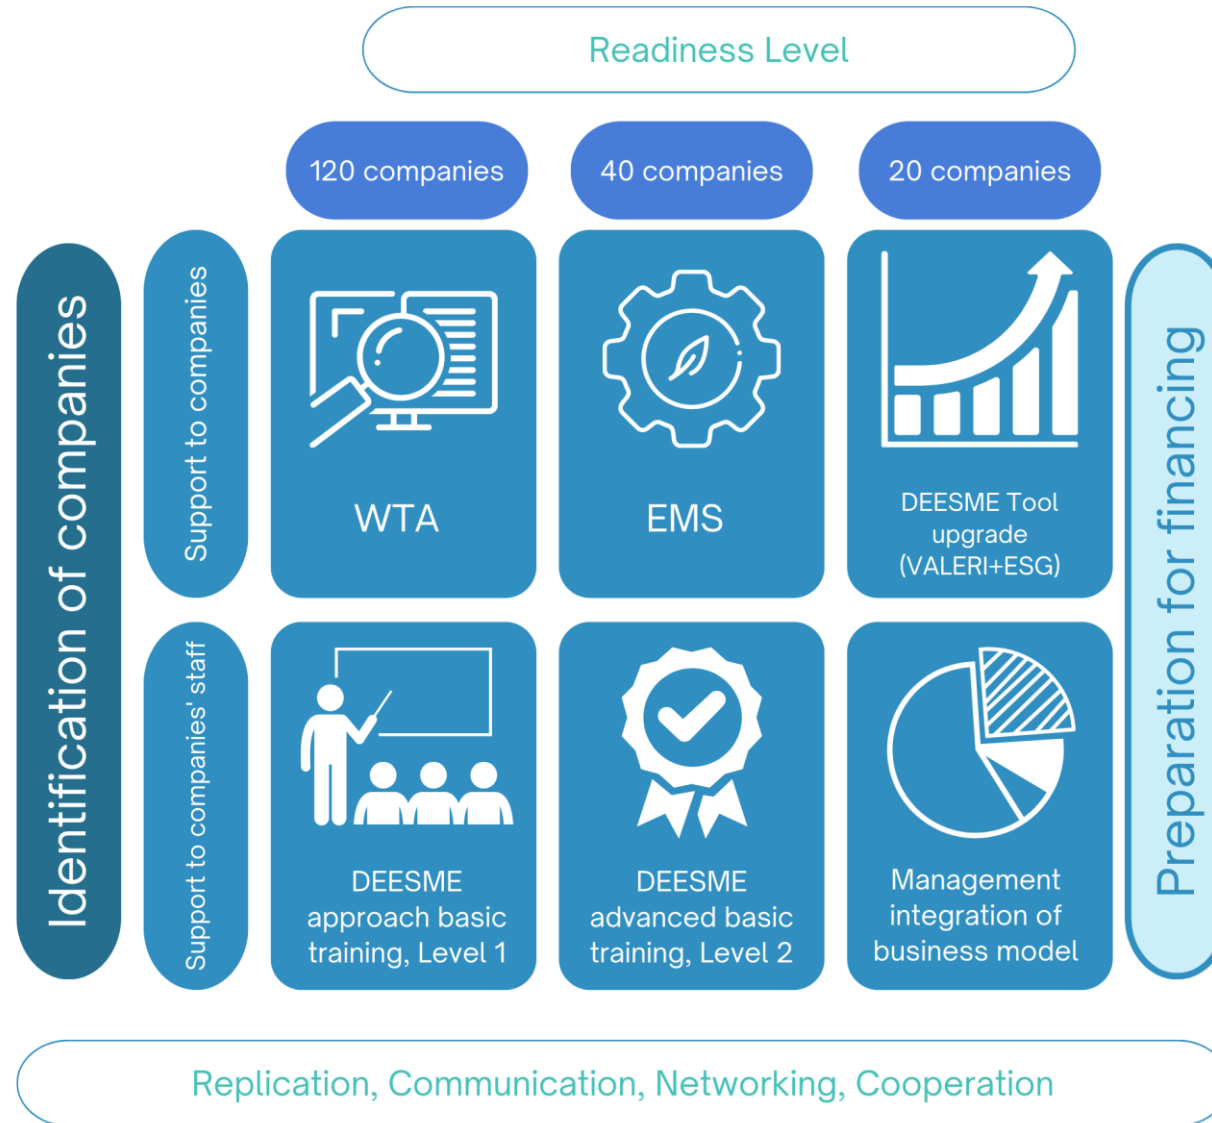 Readiness Level
120 companies
40 companies
20 companies
Identification of companies
Support to companies
WTA
EMS
DEESME Tool
upgrade
(VALERI+ESG)
Preparation for financing
Support to companies' staff
DEESME
approach basic
training, Level 1
DEESME
advanced basic
training, Level 2
Management
integration of
business model
Replication, Communication, Networking, Cooperation